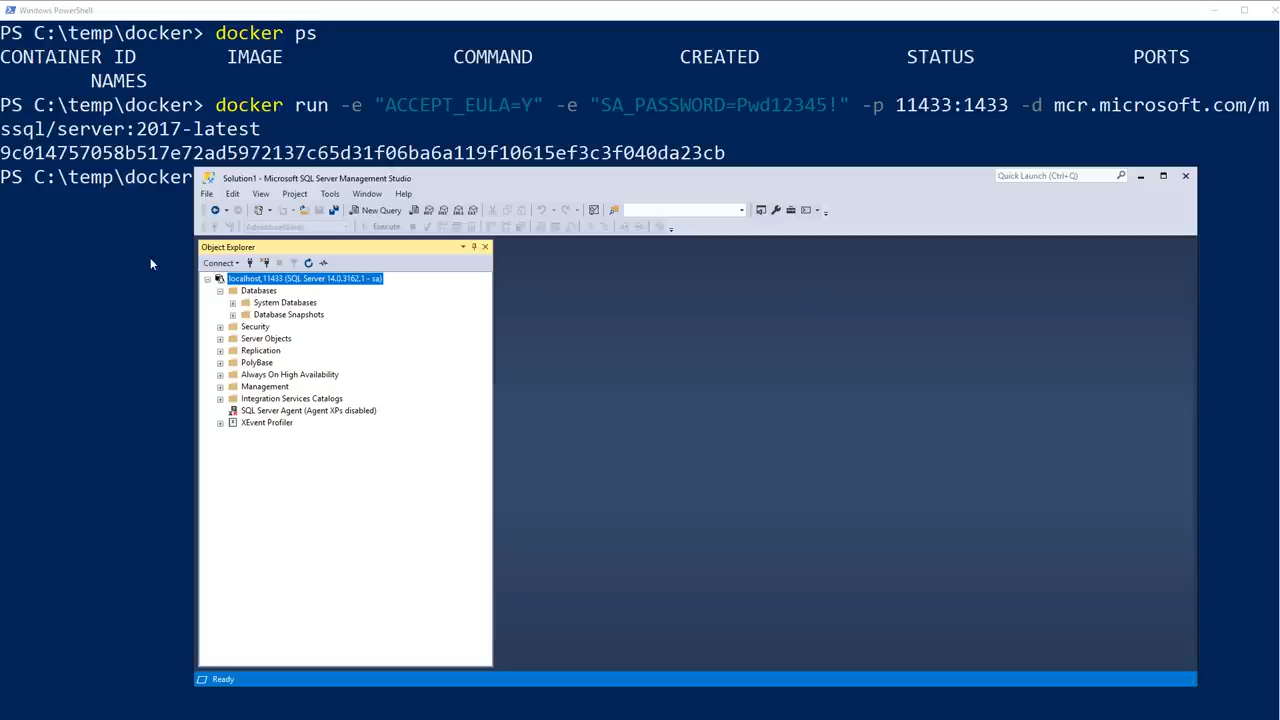 Windows PowerShell
PS C:\temp\docker> docker ps
CONTAINER ID IMAGE COMMAND CREATED STATUS PORTS
NAMES
PS C:\temp\docker> docker run -e "ACCEPT_EULA=Y" -e "SA_PASSWORD=Pwd12345!" -p 11433:1433 -d mcr.microsoft.com/m
ssql/server:2017-latest
9c014757058b517e72ad5972137c65d31f06ba6a119f10615ef3c3f040da23cb
PS C:\temp\docker
Solution1 - Microsoft SQL Server Management Studio
Quick Launch (Ctrl+Q)
File Edit View Project Tools Window Help
New Query
Execute
Object Explorer
Connect
localhost,11433 (SQL Server 14.0.3162.1 - sa)
Databases
System Databases
Database Snapshots
Security
Server Objects
Replication
PolyBase
Always On High Availability
Management
Integration Services Catalogs
SQL Server Agent (Agent XPs disabled)
XEvent Profiler
Ready